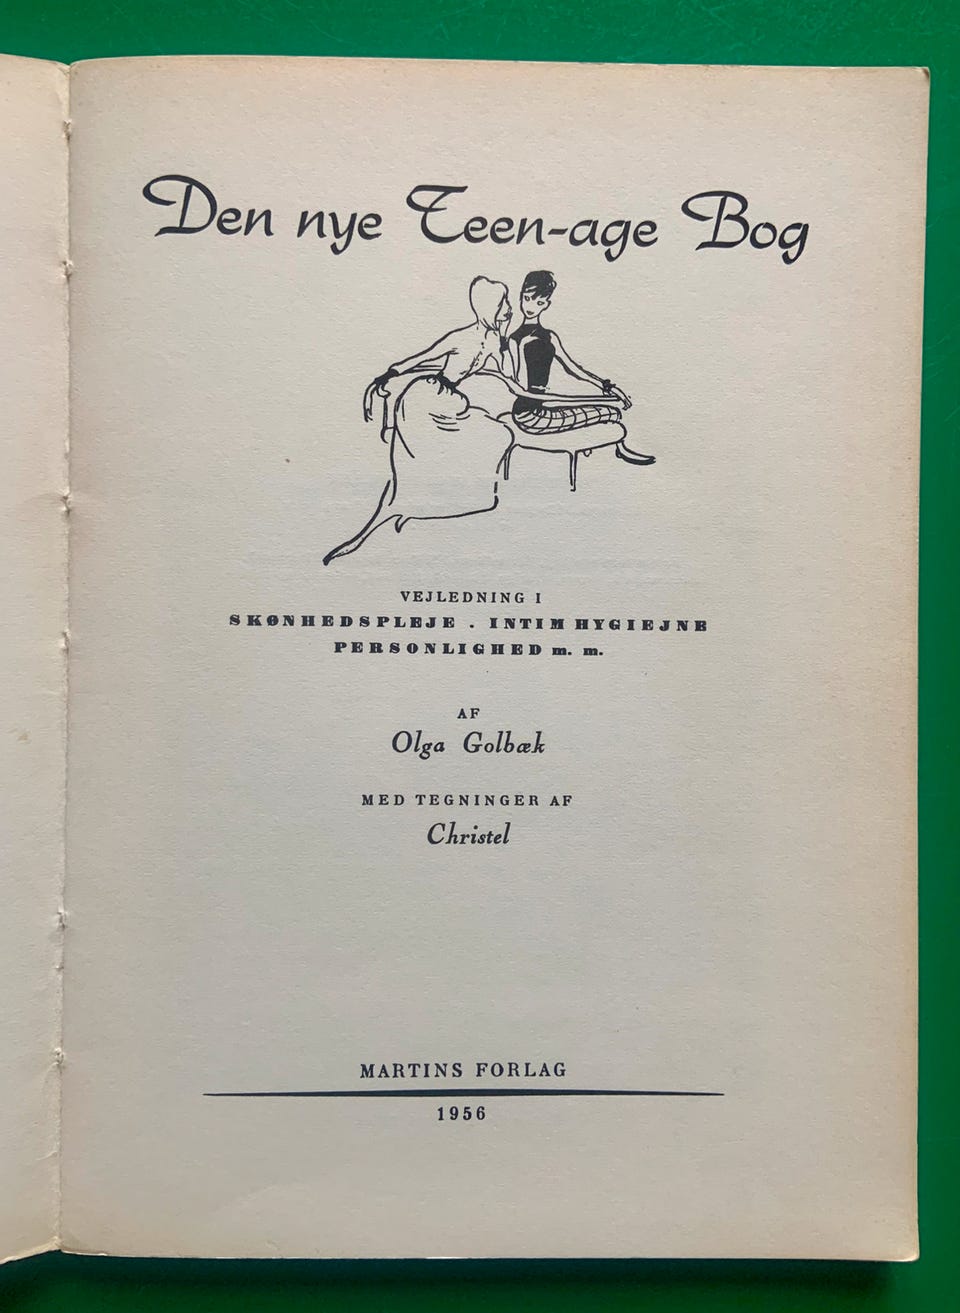 Den nye Teen-age Bog
VEJLEDNING I
SKØNHEDSPLEJE . INTIM HYGIEJNE
PERSONLIGHED m. m.
AF
Olga Golbæk
MED TEGNINGER AF
Christel
MARTINS FORLAG
1956